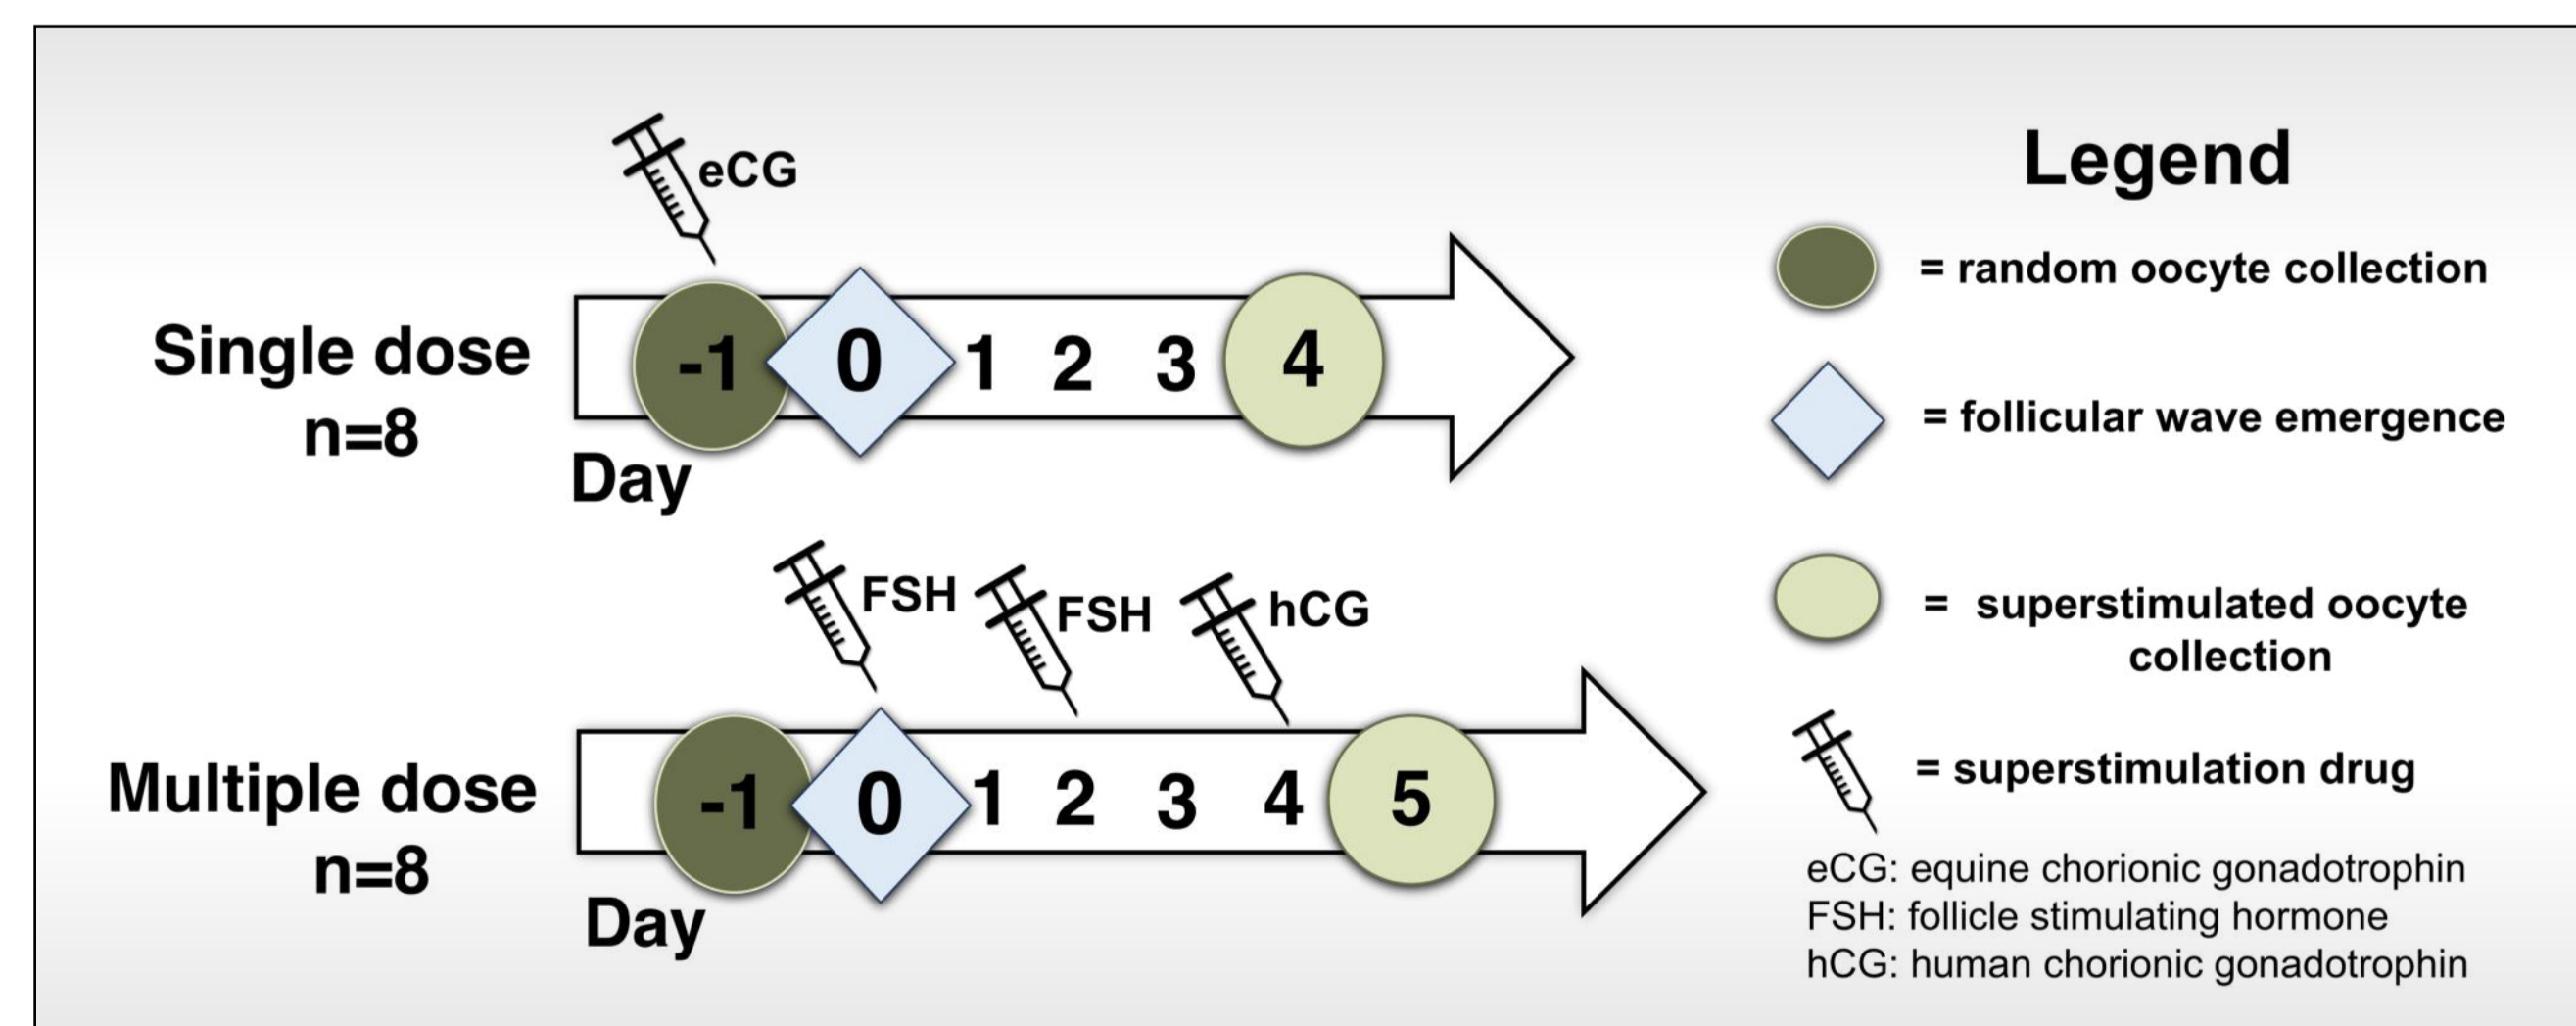 eCG
Single dose
n=8
-1 0 1 2 3 4
Day
FSH
FSH
hCG
Multiple dose
n=8
-1 0 1 2 3 4 5
Day
Legend
= random oocyte collection
= follicular wave emergence
= superstimulated oocyte
collection
= superstimulation drug
eCG: equine chorionic gonadotrophin
FSH: follicle stimulating hormone
hCG: human chorionic gonadotrophin